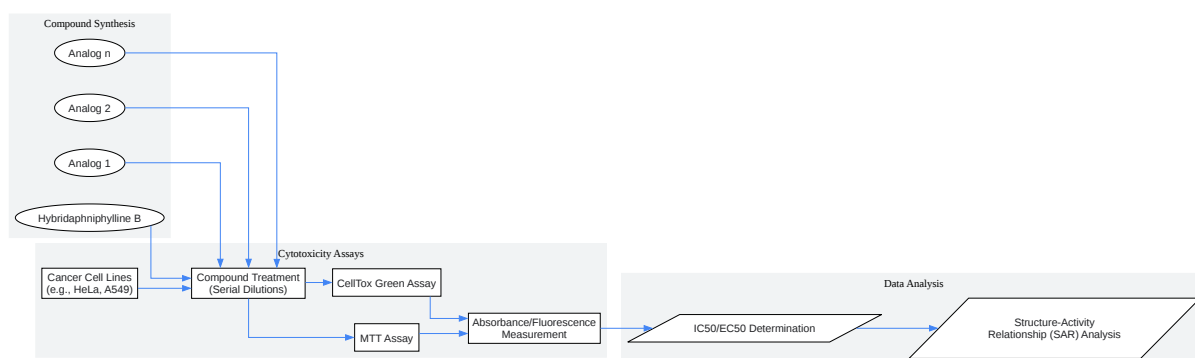 Compound Synthesis
Analog n
Analog 2
Analog 1
Hybridaphniphylline B
Cytotoxicity Assays
Cancer Cell Lines
(e.g., HeLa, A549)
Compound Treatment
(Serial Dilutions)
CellTox Green Assay
MTT Assay
Absorbance/Fluorescence
Measurement
Data Analysis
IC50/EC50 Determination
Structure-Activity
Relationship (SAR) Analysis